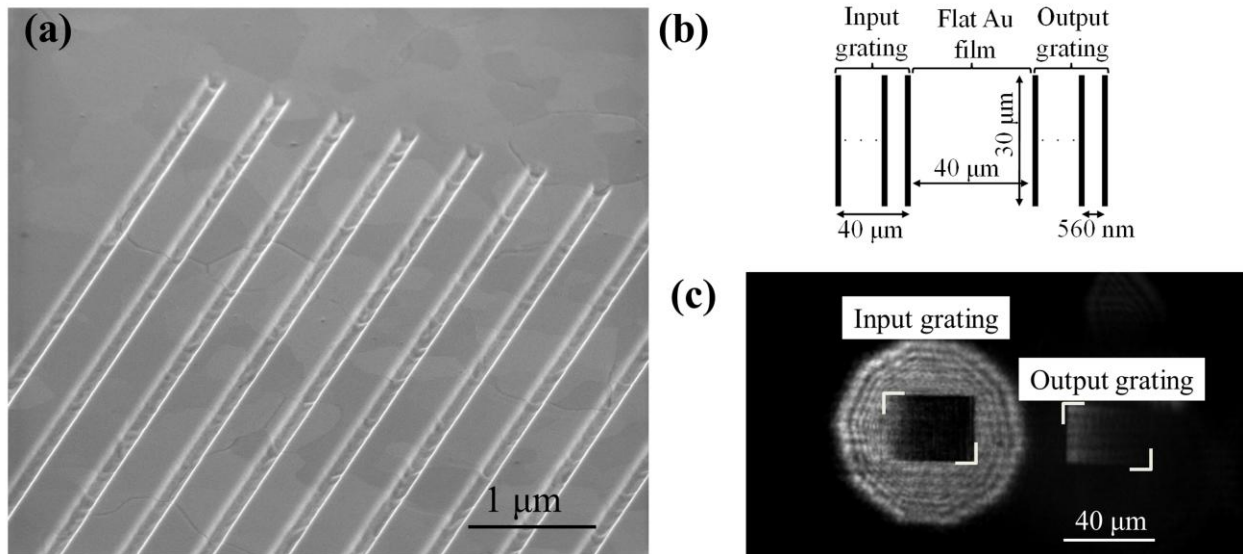 (a)
1 μm
(b)
Input
grating
Flat Au
film
Output
grating
30 μm
40 μm
40 μm
560 nm
(c)
Input grating
Output grating
40 μm